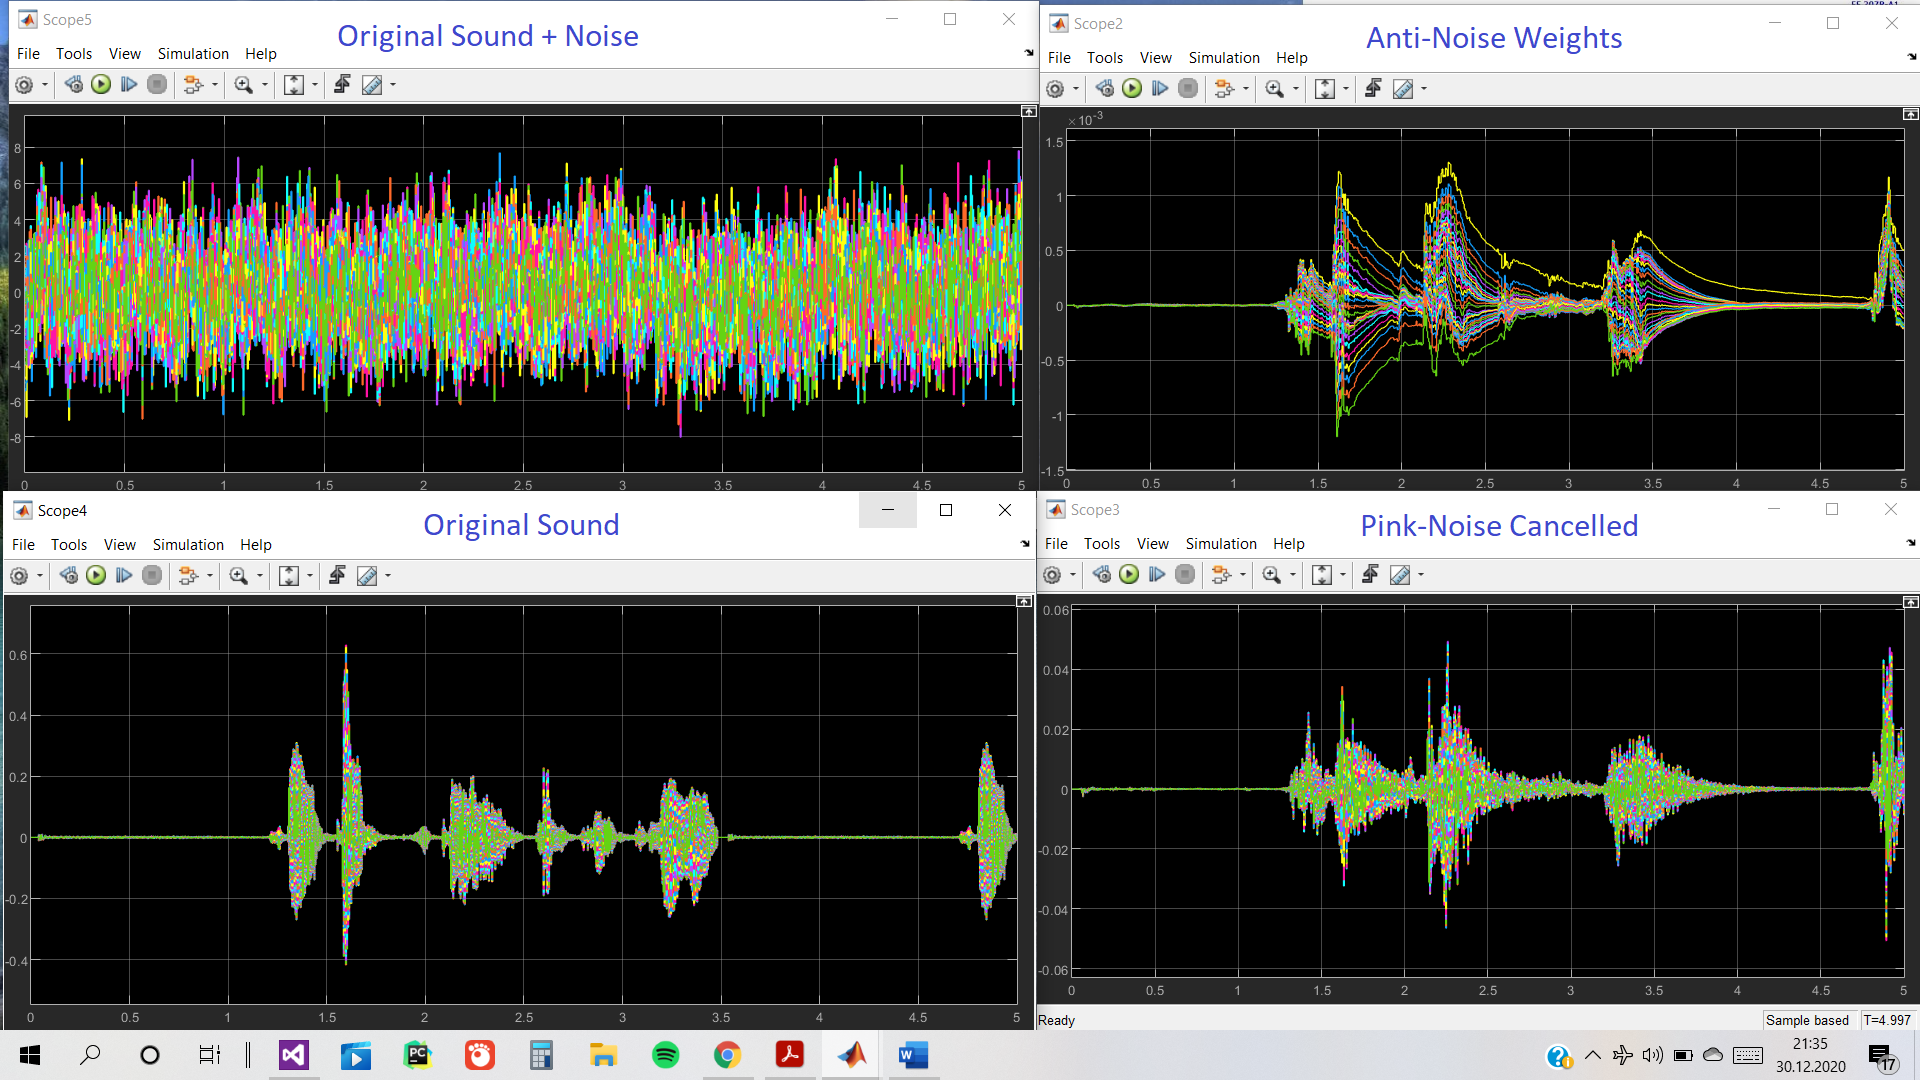 Scope5
Original Sound + Noise
File Tools View Simulation Help
8
6
4
2
0
-2
-4
-6
-8
0 0.5 1 1.5 2 2.5 3 3.5 4 4.5 5
Scope2
Anti-Noise Weights
File Tools View Simulation Help
×10-3
1.5
1
0.5
0
-0.5
-1
-1.5
0 0.5 1 1.5 2 2.5 3 3.5 4 4.5 5
Scope4
Original Sound
File Tools View Simulation Help
0.6
0.4
0.2
0
-0.2
-0.4
0 0.5 1 1.5 2 2.5 3 3.5 4 4.5 5
Scope3
Pink-Noise Cancelled
File Tools View Simulation Help
0.06
0.04
0.02
0
-0.02
-0.04
-0.06
0 0.5 1 1.5 2 2.5 3 3.5 4 4.5 5
Ready
Sample based T=4.997
PC
W
21:35
30.12.2020
17